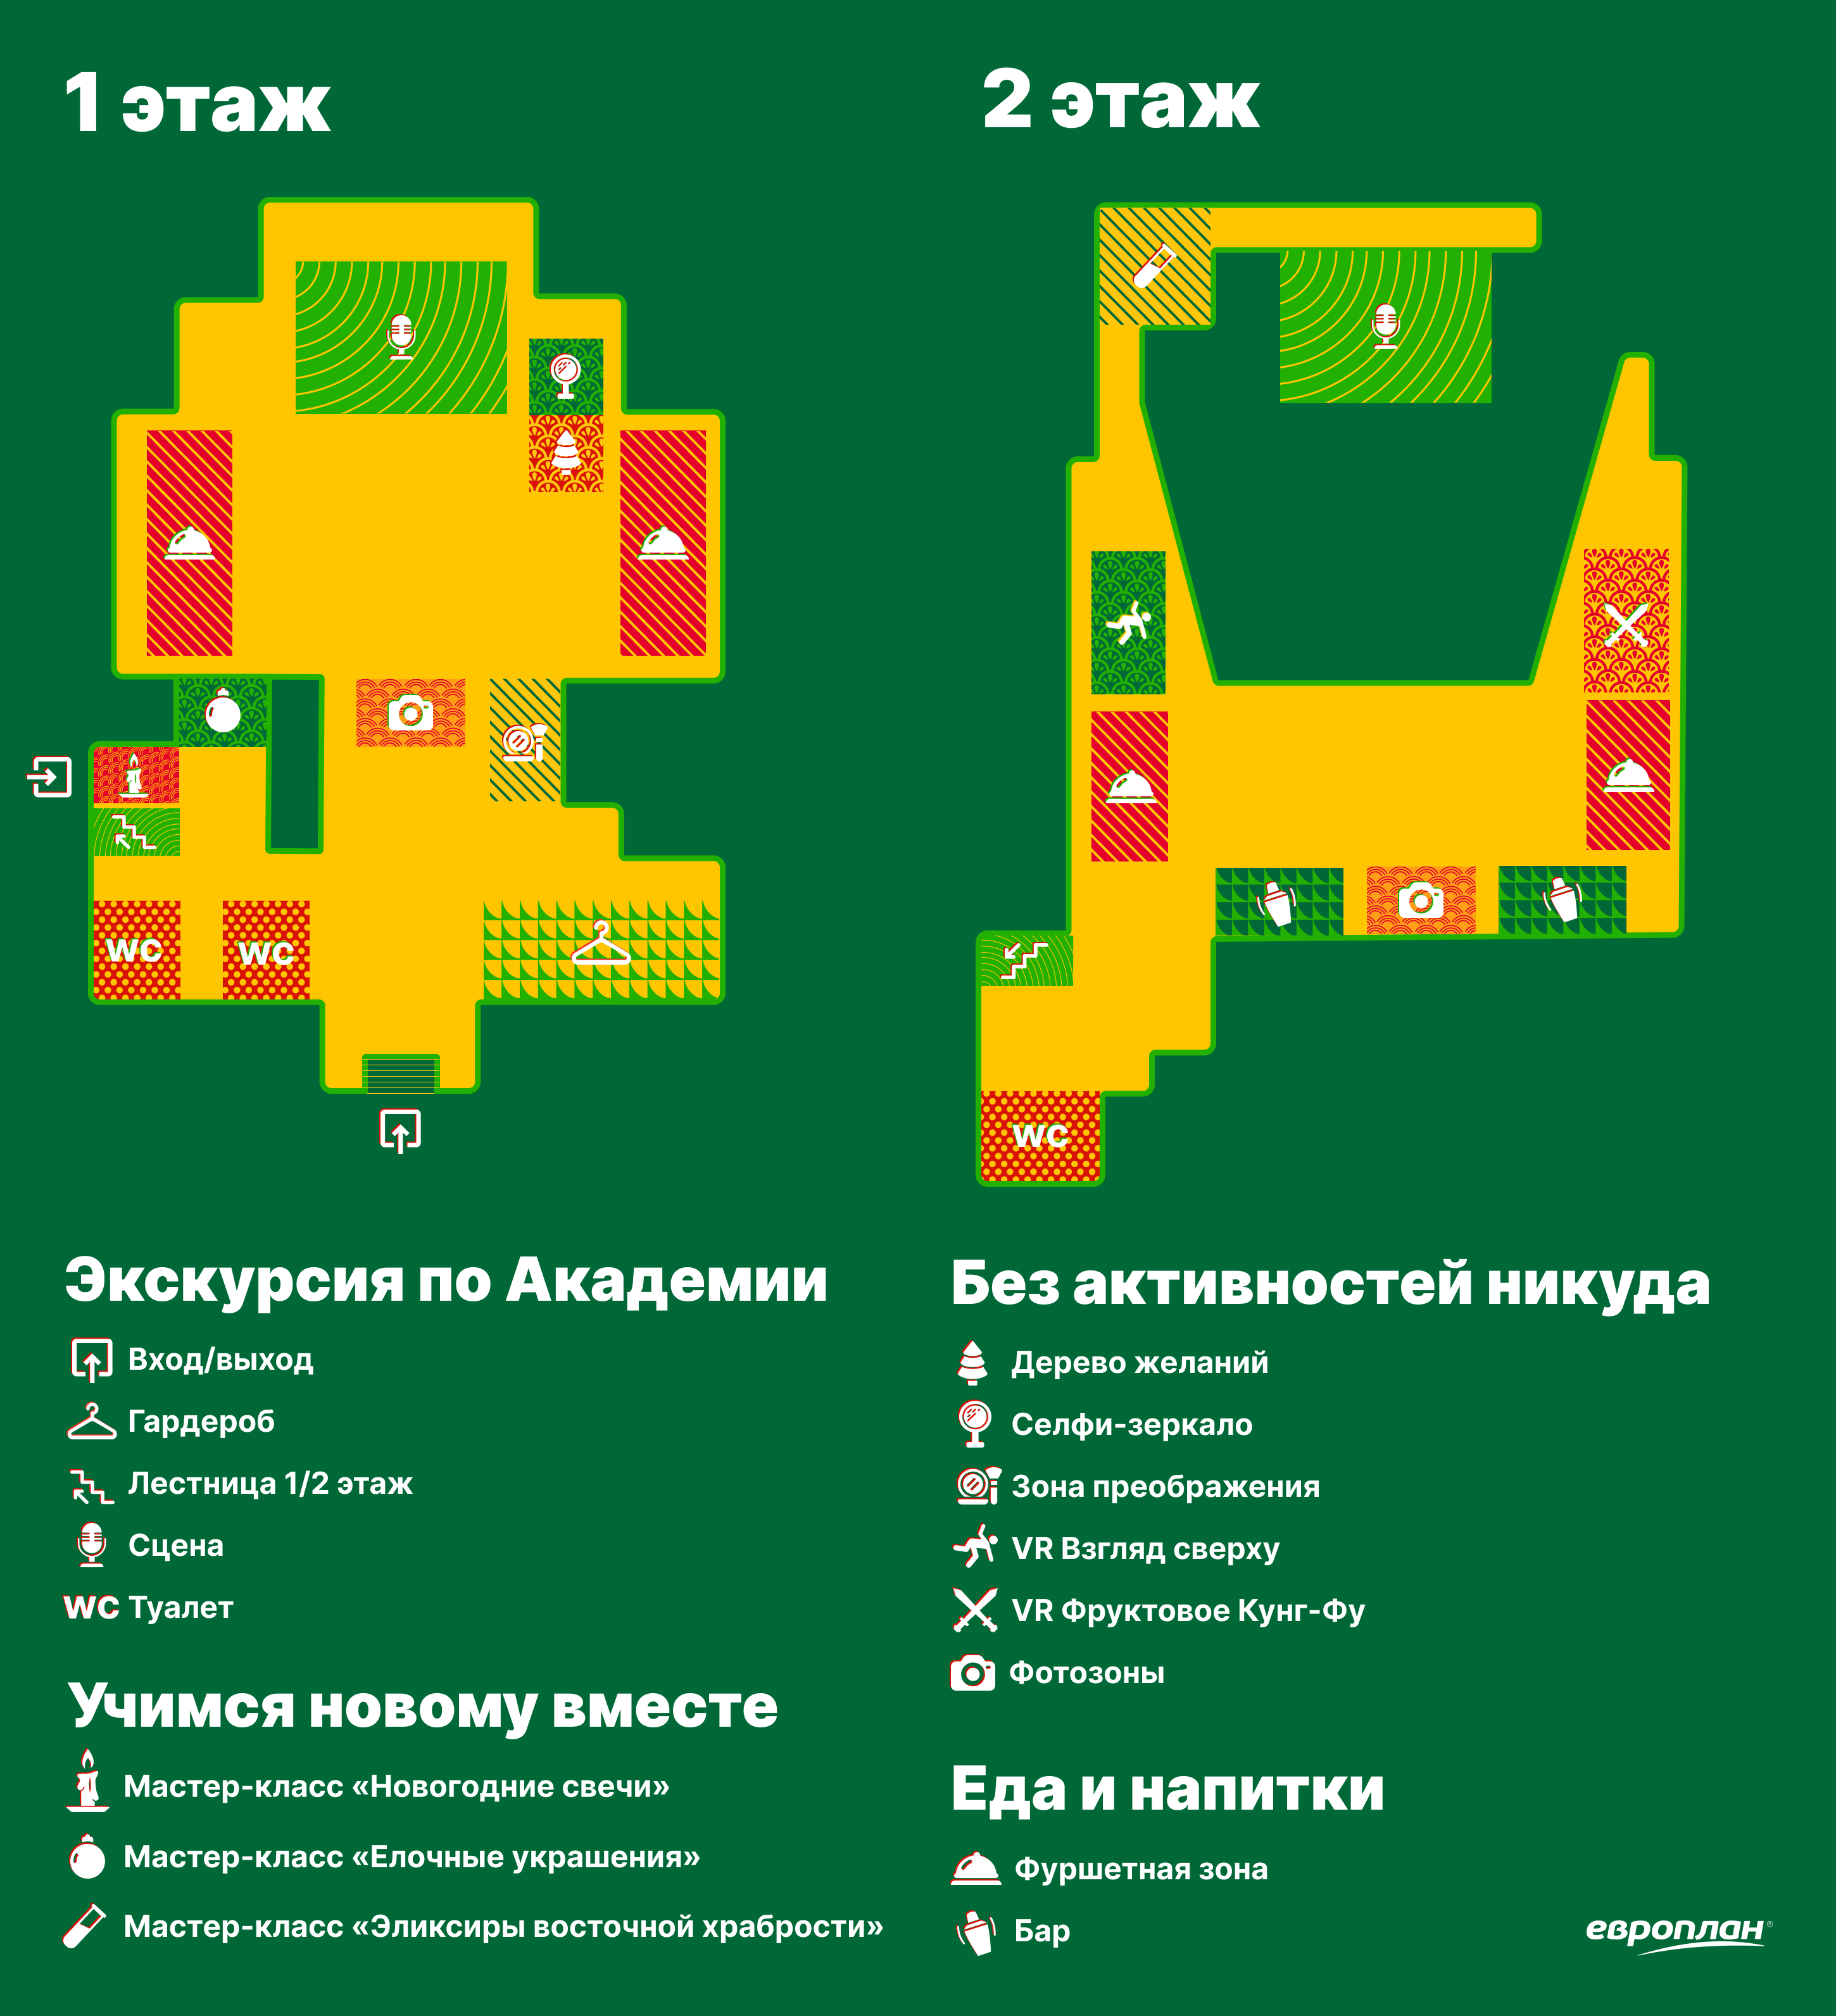 1 этаж
2 этаж
WC
WC
WC
Экскурсия по Академии
Вход/выход
Гардероб
Лестница 1/2 этаж
Сцена
WC Туалет
Учимся новому вместе
Мастер-класс «Новогодние свечи»
Мастер-класс «Елочные украшения»
Мастер-класс «Эликсиры восточной храбрости»
Без активностей никуда
Дерево желаний
Селфи-зеркало
Зона преображения
VR Взгляд сверху
VR Фруктовое Кунг-Фу
Фотозоны
Еда и напитки
Фуршетная зона
Бар
европлан®